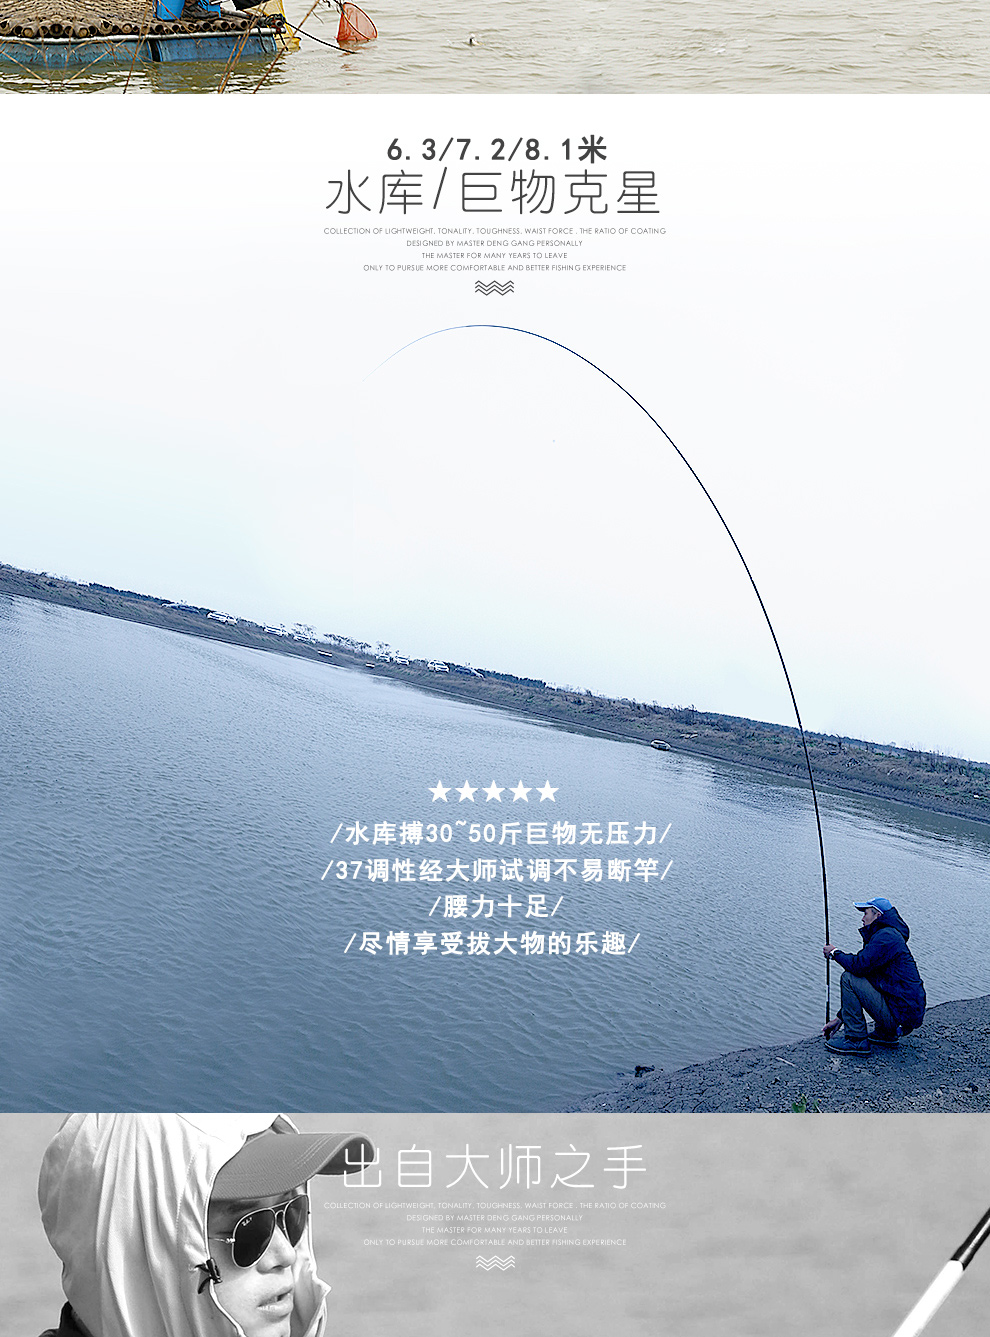 6.3/7.2/8.1米
水库/巨物克星
COLLECTION OF LIGHTWEIGHT, TONALITY, TOUGHNESS, WAIST FORCE . THE RATIO OF COATING
DESIGNED BY MASTER DENG GANG PERSONALLY
THE MASTER FOR MANY YEARS TO LEAVE
ONLY TO PURSUE MORE COMFORTABLE AND BETTER FISHING EXPERIENCE
★★★★★
/水库搏30~50斤巨物无压力/
/37调性经大师试调不易断竿/
/腰力十足/
/尽情享受拔大物的乐趣/
出自大师之手
COLLECTION OF LIGHTWEIGHT, TONALITY, TOUGHNESS, WAIST FORCE . THE RATIO OF COATING
DESIGNED BY MASTER DENG GANG PERSONALLY
THE MASTER FOR MANY YEARS TO LEAVE
ONLY TO PURSUE MORE COMFORTABLE AND BETTER FISHING EXPERIENCE